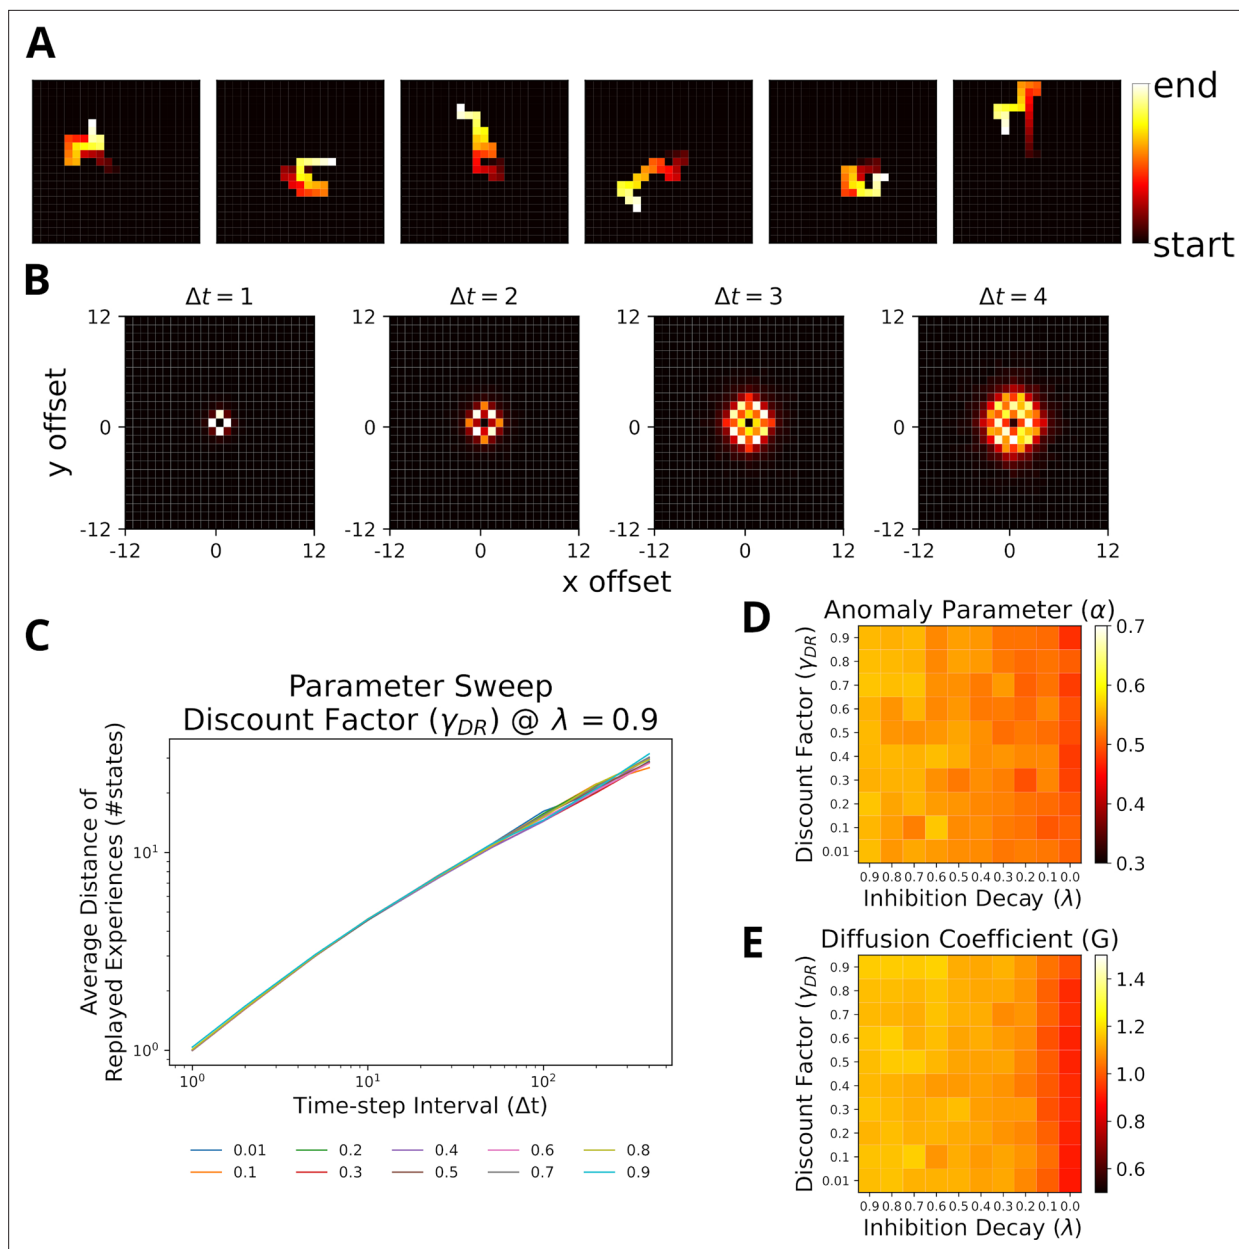 A
end
start
B
Δt = 1
Δt = 2
Δt = 3
Δt = 4
12
12
12
12
y offset
0
0
0
0
-12
-12
-12
-12
-12 0 12
-12 0 12
-12 0 12
-12 0 12
x offset
C
Parameter Sweep
Discount Factor (γDR) @ λ = 0.9
Average Distance of
Replayed Experiences (#states)
10¹
10⁰
10⁰ 10¹ 10²
Time-step Interval (Δt)
0.01 0.2 0.4 0.6 0.8
0.1 0.3 0.5 0.7 0.9
D
Anomaly Parameter (α)
Discount Factor (γDR)
0.9
0.8
0.7
0.6
0.5
0.4
0.3
0.2
0.1
0.01
0.9 0.8 0.7 0.6 0.5 0.4 0.3 0.2 0.1 0.0
Inhibition Decay (λ)
0.7
0.6
0.5
0.4
0.3
E
Diffusion Coefficient (G)
Discount Factor (γDR)
0.9
0.8
0.7
0.6
0.5
0.4
0.3
0.2
0.1
0.01
0.9 0.8 0.7 0.6 0.5 0.4 0.3 0.2 0.1 0.0
Inhibition Decay (λ)
1.4
1.2
1.0
0.8
0.6